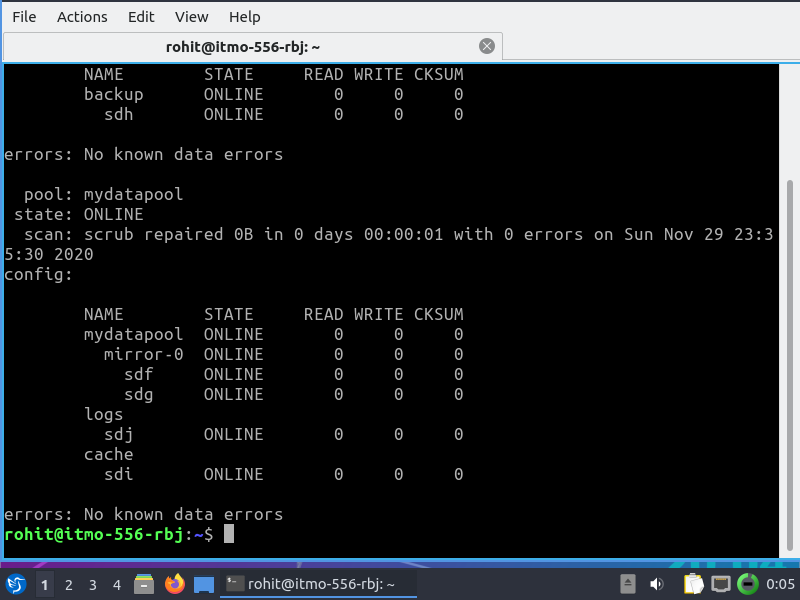 File Actions Edit View Help
rohit@itmo-556-rbj: ~
NAME STATE READ WRITE CKSUM
backup ONLINE 0 0 0
sdh ONLINE 0 0 0
errors: No known data errors
pool: mydatapool
state: ONLINE
scan: scrub repaired 0B in 0 days 00:00:01 with 0 errors on Sun Nov 29 23:3
5:30 2020
config:
NAME STATE READ WRITE CKSUM
mydatapool ONLINE 0 0 0
mirror-0 ONLINE 0 0 0
sdf ONLINE 0 0 0
sdg ONLINE 0 0 0
logs
sdj ONLINE 0 0 0
cache
sdi ONLINE 0 0 0
errors: No known data errors
rohit@itmo-556-rbj:~$
1 2 3 4 rohit@itmo-556-rbj: ~ 0:05